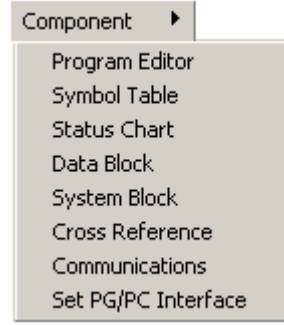 Component
Program Editor
Symbol Table
Status Chart
Data Block
System Block
Cross Reference
Communications
Set PG/PC Interface